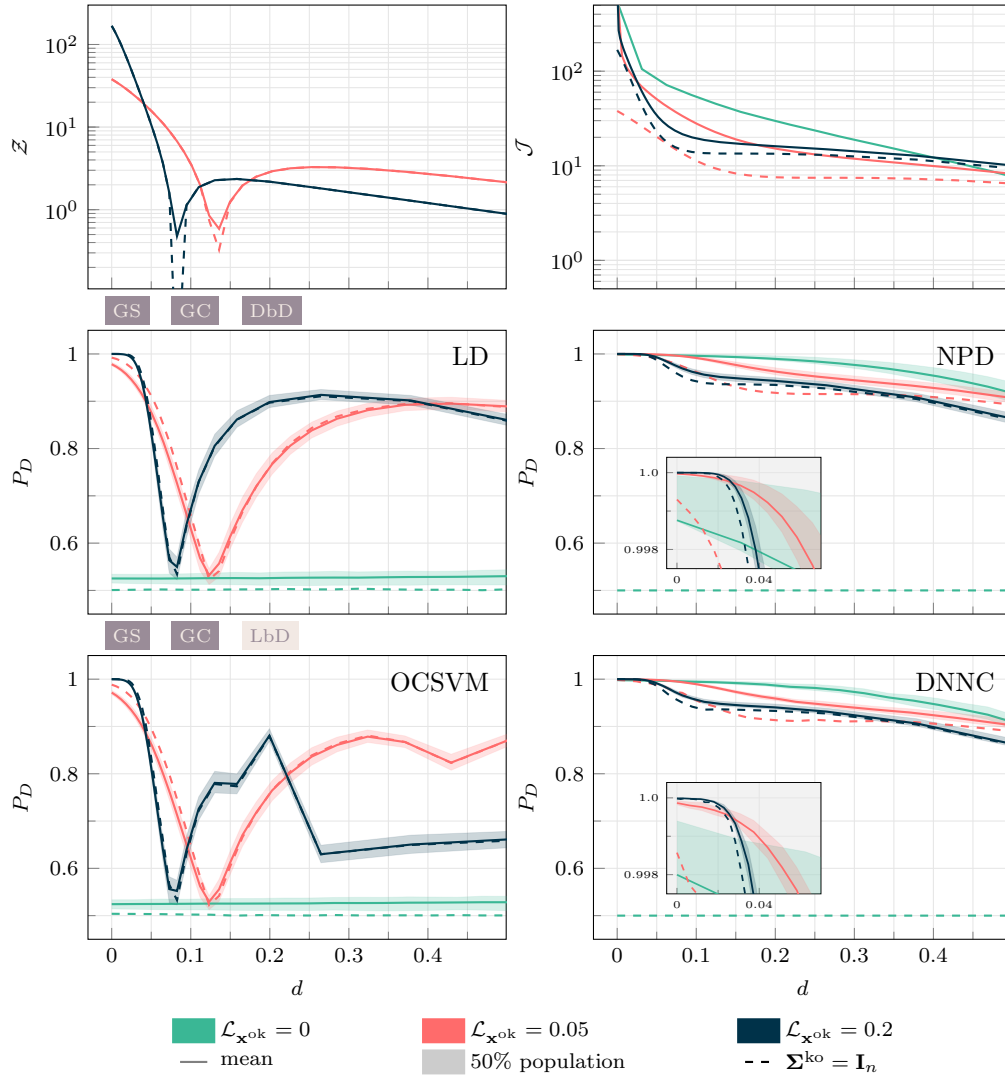 10²
10¹
10⁰
𝒵
10²
10¹
10⁰
𝒥
GS GC DbD
LD
1
0.8
0.6
P_D
NPD
1
0.8
0.6
P_D
1.0
0.998
0 0.04
GS GC LbD
OCSVM
1
0.8
0.6
P_D
0 0.1 0.2 0.3 0.4
d
DNNC
1
0.8
0.6
P_D
1.0
0.998
0 0.04
0 0.1 0.2 0.3 0.4
d
ℒ_{𝐱^ok} = 0 ℒ_{𝐱^ok} = 0.05 ℒ_{𝐱^ok} = 0.2
mean 50% population 𝚺^ko = 𝐈_n